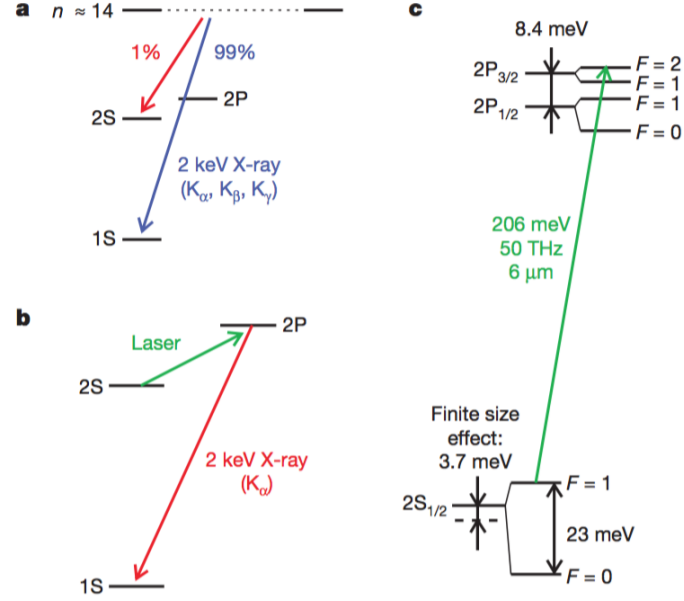 a
n ≈ 14
1%
99%
2P
2S
2 keV X-ray
(Kα, Kβ, Kγ)
1S
b
2P
Laser
2S
2 keV X-ray
(Kα)
1S
c
8.4 meV
2P3/2
F = 2
F = 1
2P1/2
F = 1
F = 0
206 meV
50 THz
6 µm
Finite size
effect:
3.7 meV
2S1/2
F = 1
23 meV
F = 0